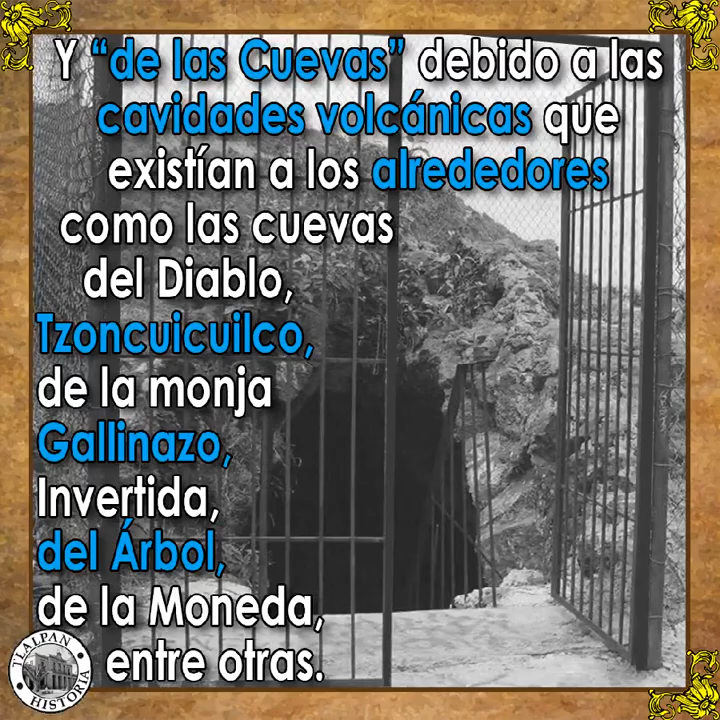 Y “de las Cuevas” debido a las
cavidades volcánicas que
existían a los alrededores
como las cuevas
del Diablo,
Tzoncuicuilco,
de la monja
Gallinazo,
Invertida,
del Árbol,
de la Moneda,
entre otras.
TLALPAN
HISTORIA